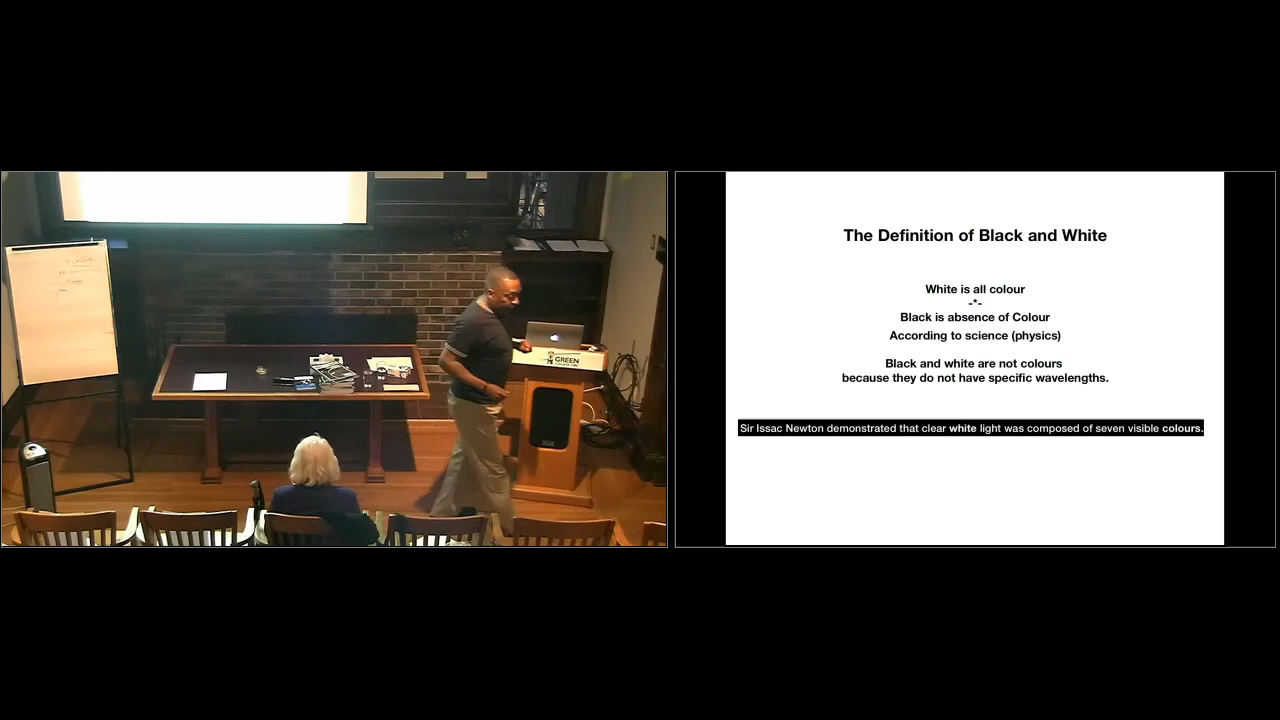 GREEN
The Definition of Black and White
White is all colour
-*-
Black is absence of Colour
According to science (physics)
Black and white are not colours
because they do not have specific wavelengths.
Sir Issac Newton demonstrated that clear white light was composed of seven visible colours.